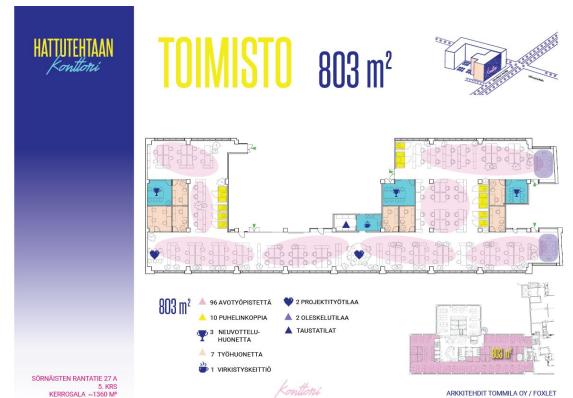 HATTUTEHTAAN
Konttori
TOIMISTO 803 m²
803 m²
96 AVOTYÖPISTETTÄ
10 PUHELINKOPPIA
3 NEUVOTTELU-
HUONETTA
7 TYÖHUONETTA
1 VIRKISTYSKEITTIÖ
2 PROJEKTITYÖTILAA
2 OLESKELUTILAA
TAUSTATILAT
803 m²
SÖRNÄISTEN RANTATIE 27 A
5. KRS
KERROSALA ~1360 M²
Konttori
ARKKITEHDIT TOMMILA OY / FOXLET